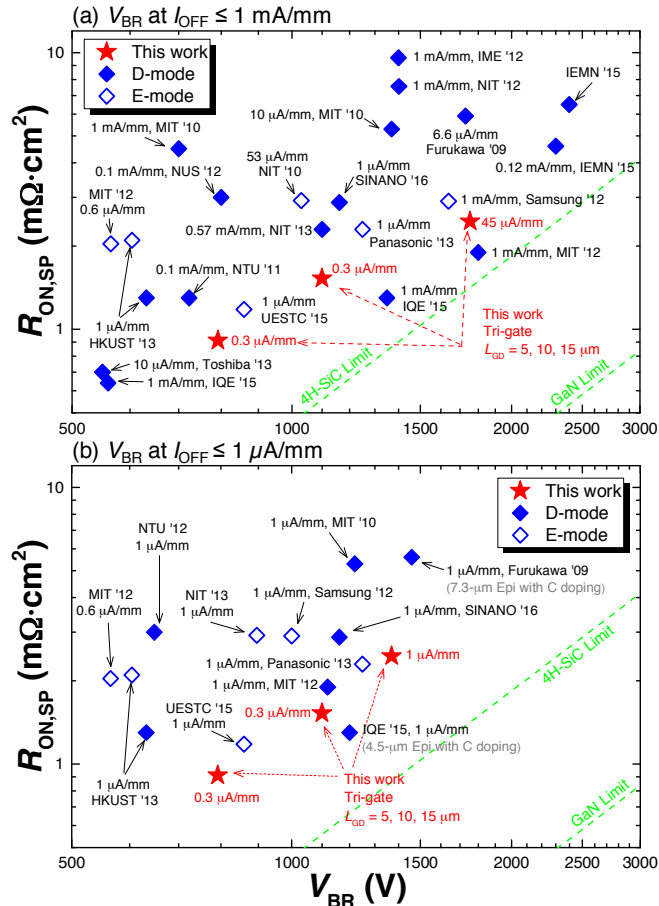 (a) V_BR at I_OFF ≤ 1 mA/mm
This work
D-mode
E-mode
1 mA/mm, IME '12
1 mA/mm, NIT '12
IEMN '15
10 µA/mm, MIT '10
6.6 µA/mm
Furukawa '09
0.12 mA/mm, IEMN '15
1 mA/mm, MIT '10
0.1 mA/mm, NUS '12
53 µA/mm
NIT '10
1 µA/mm
SINANO '16
MIT '12
0.6 µA/mm
0.57 mA/mm, NIT '13
1 µA/mm
Panasonic '13
1 mA/mm, Samsung '12
45 µA/mm
1 mA/mm, MIT '12
0.1 mA/mm, NTU '11
0.3 µA/mm
1 µA/mm
HKUST '13
1 µA/mm
UESTC '15
1 mA/mm
IQE '15
0.3 µA/mm
This work
Tri-gate
L_GD = 5, 10, 15 µm
10 µA/mm, Toshiba '13
1 mA/mm, IQE '15
4H-SiC Limit
GaN Limit
10
1
R_ON,SP (mΩ·cm²)
500 1000 1500 2000 2500 3000
(b) V_BR at I_OFF ≤ 1 µA/mm
This work
D-mode
E-mode
NTU '12
1 µA/mm
1 µA/mm, MIT '10
1 µA/mm, Furukawa '09
(7.3-µm Epi with C doping)
MIT '12
0.6 µA/mm
NIT '13
1 µA/mm
1 µA/mm, Samsung '12
1 µA/mm, SINANO '16
1 µA/mm, Panasonic '13
1 µA/mm
1 µA/mm, MIT '12
UESTC '15
1 µA/mm
0.3 µA/mm
IQE '15, 1 µA/mm
(4.5-µm Epi with C doping)
1 µA/mm
HKUST '13
0.3 µA/mm
This work
Tri-gate
L_GD = 5, 10, 15 µm
4H-SiC Limit
GaN Limit
10
1
R_ON,SP (mΩ·cm²)
500 1000 1500 2000 2500 3000
V_BR (V)